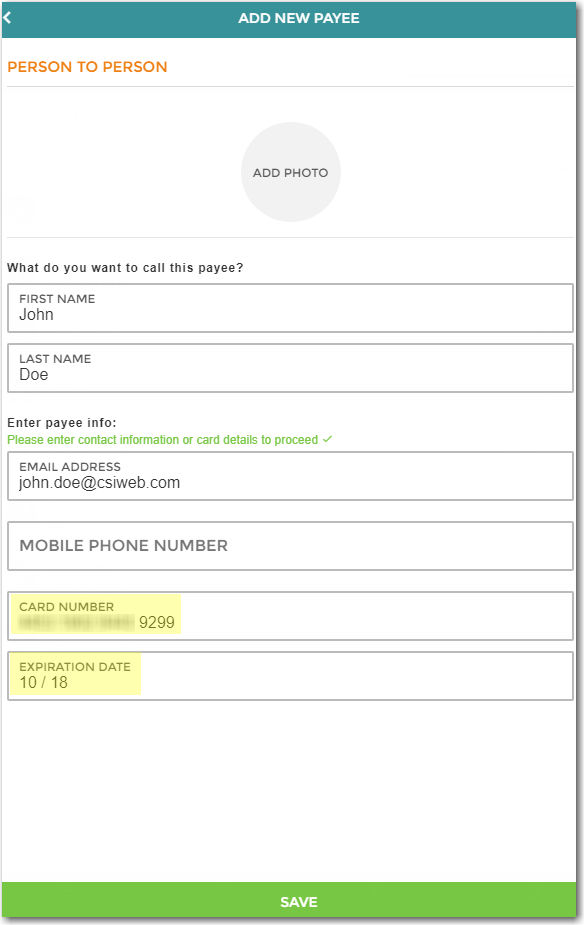 ADD NEW PAYEE
PERSON TO PERSON
ADD PHOTO
What do you want to call this payee?
FIRST NAME
John
LAST NAME
Doe
Enter payee info:
Please enter contact information or card details to proceed ✓
EMAIL ADDRESS
john.doe@csiweb.com
MOBILE PHONE NUMBER
CARD NUMBER
9299
EXPIRATION DATE
10 / 18
SAVE